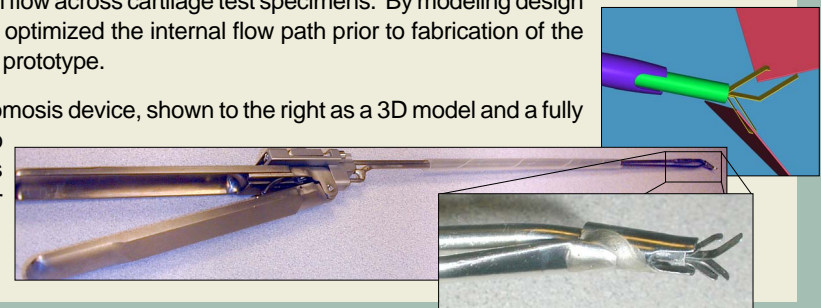 flow across cartilage test specimens. By modeling design
optimized the internal flow path prior to fabrication of the
prototype.
omosis device, shown to the right as a 3D model and a fully